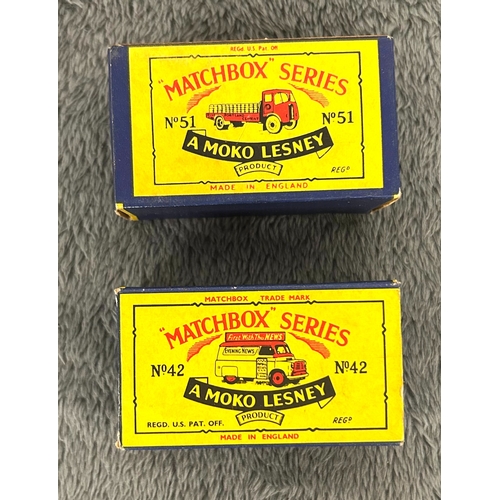 REGd. U.S. Pat. Off.
"MATCHBOX" SERIES
Nº51 Nº51
A MOKO LESNEY
PRODUCT
REGD
MADE IN ENGLAND
MATCHBOX TRADE MARK
"MATCHBOX" SERIES
First With The NEWS
EVENING NEWS
Nº42 Nº42
A MOKO LESNEY
PRODUCT
REGD. U.S. PAT. OFF. REGD
MADE IN ENGLAND